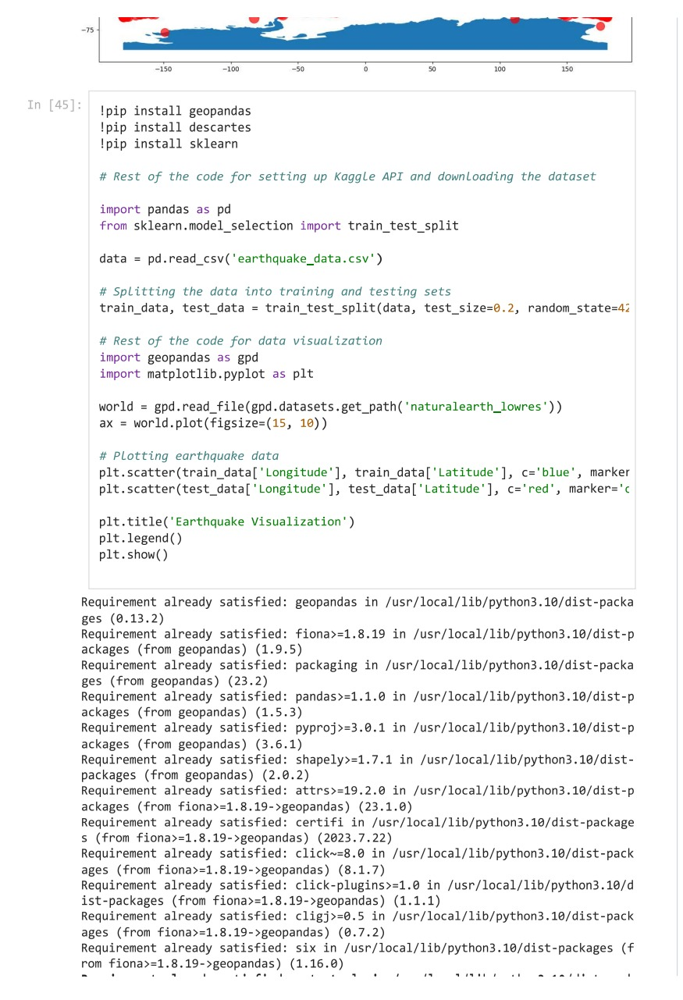 −75
−150 −100 −50 0 50 100 150
In [45]:
!pip install geopandas
!pip install descartes
!pip install sklearn
# Rest of the code for setting up Kaggle API and downloading the dataset
import pandas as pd
from sklearn.model_selection import train_test_split
data = pd.read_csv('earthquake_data.csv')
# Splitting the data into training and testing sets
train_data, test_data = train_test_split(data, test_size=0.2, random_state=42
# Rest of the code for data visualization
import geopandas as gpd
import matplotlib.pyplot as plt
world = gpd.read_file(gpd.datasets.get_path('naturalearth_lowres'))
ax = world.plot(figsize=(15, 10))
# Plotting earthquake data
plt.scatter(train_data['Longitude'], train_data['Latitude'], c='blue', marker
plt.scatter(test_data['Longitude'], test_data['Latitude'], c='red', marker='
plt.title('Earthquake Visualization')
plt.legend()
plt.show()
Requirement already satisfied: geopandas in /usr/local/lib/python3.10/dist-packa
ges (0.13.2)
Requirement already satisfied: fiona>=1.8.19 in /usr/local/lib/python3.10/dist-p
ackages (from geopandas) (1.9.5)
Requirement already satisfied: packaging in /usr/local/lib/python3.10/dist-packa
ges (from geopandas) (23.2)
Requirement already satisfied: pandas>=1.1.0 in /usr/local/lib/python3.10/dist-p
ackages (from geopandas) (1.5.3)
Requirement already satisfied: pyproj>=3.0.1 in /usr/local/lib/python3.10/dist-p
ackages (from geopandas) (3.6.1)
Requirement already satisfied: shapely>=1.7.1 in /usr/local/lib/python3.10/dist-
packages (from geopandas) (2.0.2)
Requirement already satisfied: attrs>=19.2.0 in /usr/local/lib/python3.10/dist-p
ackages (from fiona>=1.8.19->geopandas) (23.1.0)
Requirement already satisfied: certifi in /usr/local/lib/python3.10/dist-package
s (from fiona>=1.8.19->geopandas) (2023.7.22)
Requirement already satisfied: click~=8.0 in /usr/local/lib/python3.10/dist-pack
ages (from fiona>=1.8.19->geopandas) (8.1.7)
Requirement already satisfied: click-plugins>=1.0 in /usr/local/lib/python3.10/d
ist-packages (from fiona>=1.8.19->geopandas) (1.1.1)
Requirement already satisfied: cligj>=0.5 in /usr/local/lib/python3.10/dist-pack
ages (from fiona>=1.8.19->geopandas) (0.7.2)
Requirement already satisfied: six in /usr/local/lib/python3.10/dist-packages (f
rom fiona>=1.8.19->geopandas) (1.16.0)